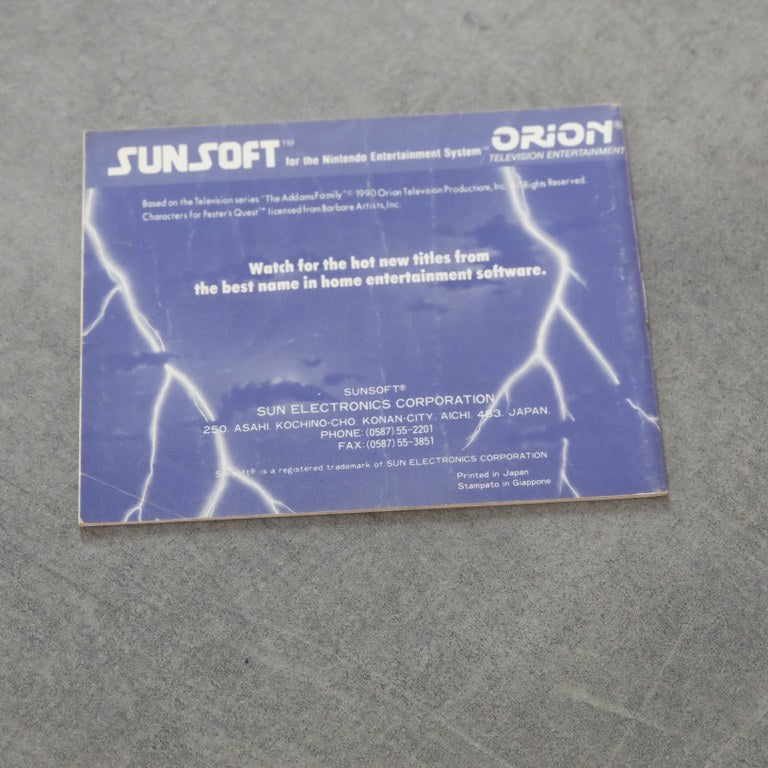 SUNSOFT™ for the Nintendo Entertainment System™
ORION®
TELEVISION ENTERTAINMENT
Based on the Television series "The Addams Family"© 1990 Orion Television Productions, Inc. All Rights Reserved.
Characters for Fester's Quest™ licensed from Barbara Artists, Inc.
Watch for the hot new titles from
the best name in home entertainment software.
SUNSOFT®
SUN ELECTRONICS CORPORATION
250, ASAHI, KOCHINO-CHO, KONAN-CITY, AICHI, 483, JAPAN.
PHONE: (0587) 55-2201
FAX: (0587) 55-3851
Sunsoft® is a registered trademark of SUN ELECTRONICS CORPORATION
Printed in Japan
Stampato in Giappone